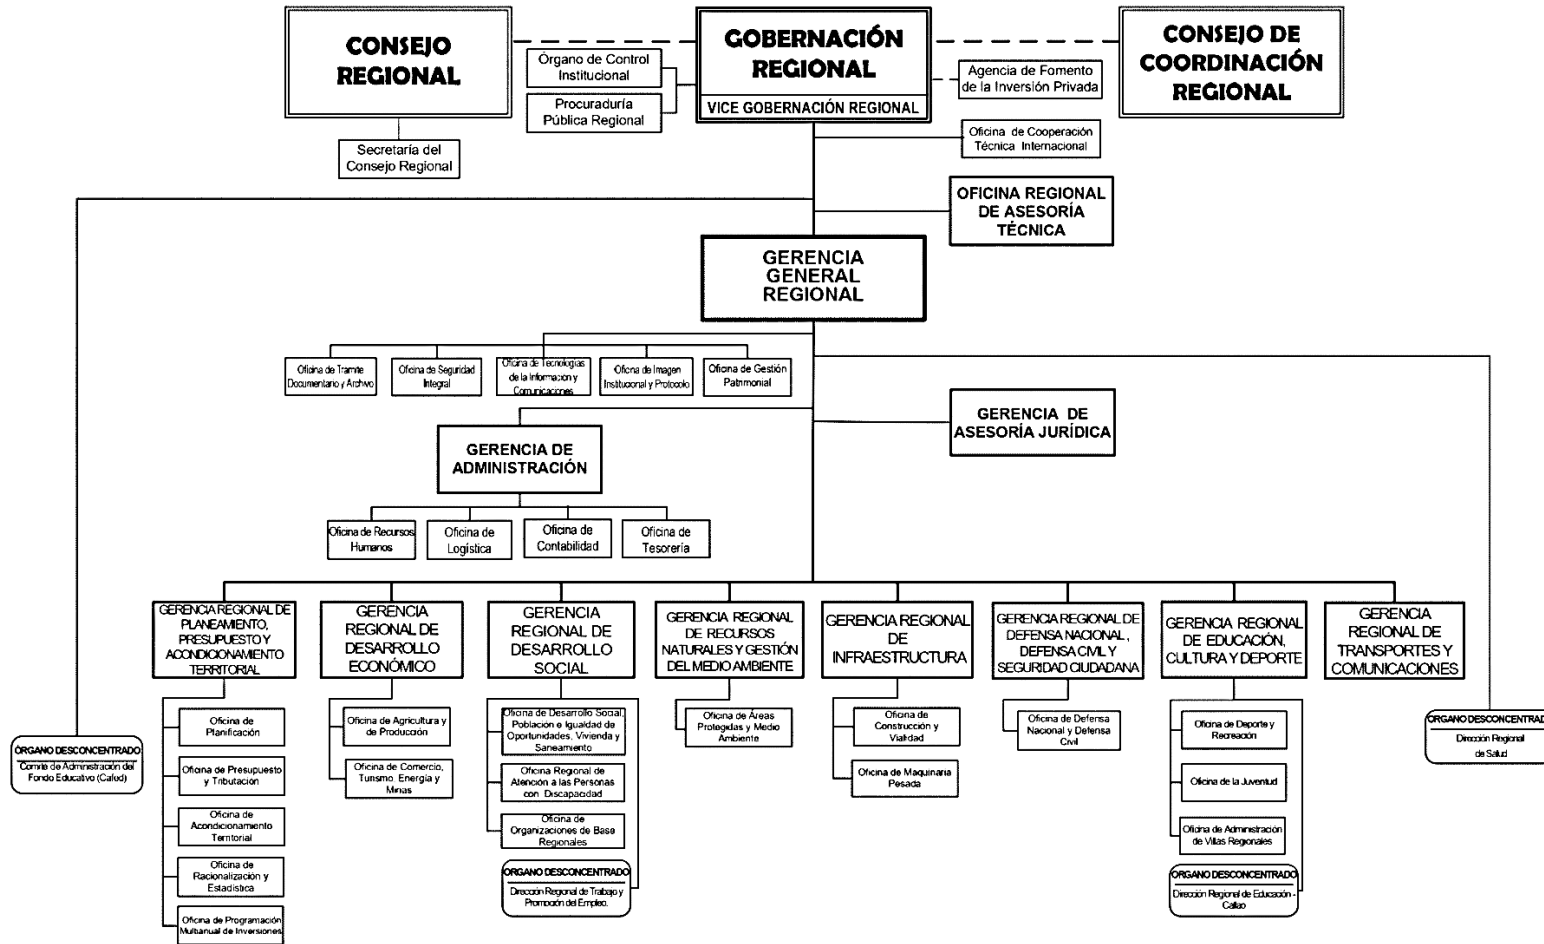 CONSEJO
REGIONAL
GOBERNACIÓN
REGIONAL
VICE GOBERNACIÓN REGIONAL
CONSEJO DE
COORDINACIÓN
REGIONAL
Órgano de Control
Institucional
Procuraduría
Pública Regional
Agencia de Fomento
de la Inversión Privada
Secretaría del
Consejo Regional
Oficina de Cooperación
Técnica Internacional
OFICINA REGIONAL
DE ASESORÍA
TÉCNICA
GERENCIA
GENERAL
REGIONAL
Oficina de Tramite
Documentario y Archivo
Oficina de Seguridad
Integral
Oficina de Tecnologías
de la Información y
Comunicaciones
Oficina de Imagen
Institucional y Protocolo
Oficina de Gestión
Patrimonial
GERENCIA DE
ASESORÍA JURÍDICA
GERENCIA DE
ADMINISTRACIÓN
Oficina de Recursos
Humanos
Oficina de
Logística
Oficina de
Contabilidad
Oficina de
Tesorería
GERENCIA REGIONAL DE
PLANEAMIENTO,
PRESUPUESTO Y
ACONDICIONAMIENTO
TERRITORIAL
GERENCIA
REGIONAL DE
DESARROLLO
ECONÓMICO
GERENCIA
REGIONAL DE
DESARROLLO
SOCIAL
GERENCIA REGIONAL
DE RECURSOS
NATURALES Y GESTIÓN
DEL MEDIO AMBIENTE
GERENCIA REGIONAL
DE
INFRAESTRUCTURA
GERENCIA REGIONAL DE
DEFENSA NACIONAL,
DEFENSA CIVIL Y
SEGURIDAD CIUDADANA
GERENCIA REGIONAL
DE EDUCACIÓN,
CULTURA Y DEPORTE
GERENCIA
REGIONAL DE
TRANSPORTES Y
COMUNICACIONES
ÓRGANO DESCONCENTRADO
Comité de Administración del
Fondo Educativo (Cafed)
Oficina de
Planificación
Oficina de Presupuesto
y Tributación
Oficina de
Acondicionamiento
Territorial
Oficina de
Racionalización y
Estadística
Oficina de Programación
Multianual de Inversiones
Oficina de Agricultura y
de Producción
Oficina de Comercio,
Turismo, Energía y
Minas
Oficina de Desarrollo Social,
Población e Igualdad de
Oportunidades, Vivienda y
Saneamiento
Oficina Regional de
Atención a las Personas
con Discapacidad
Oficina de
Organizaciones de Base
Regionales
ÓRGANO DESCONCENTRADO
Dirección Regional de Trabajo y
Promoción del Empleo.
Oficina de Áreas
Protegidas y Medio
Ambiente
Oficina de
Construcción y
Vialidad
Oficina de Maquinaria
Pesada
Oficina de Defensa
Nacional y Defensa
Civil
Oficina de Deporte y
Recreación
Oficina de la Juventud
Oficina de Administración
de Villas Regionales
ÓRGANO DESCONCENTRADO
Dirección Regional de Educación -
Callao
ÓRGANO DESCONCENTRAD
Dirección Regional
de Salud